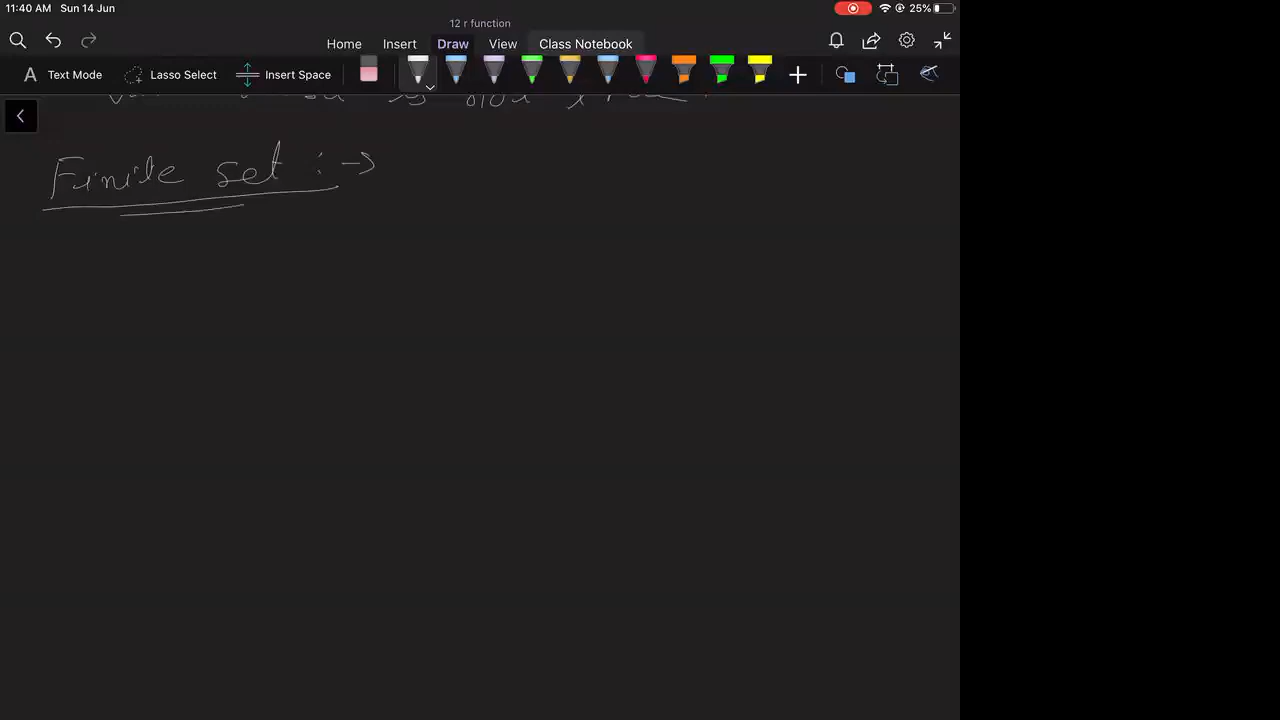 11:40 AM Sun 14 Jun
25%
12 r function
Home Insert Draw View Class Notebook
A Text Mode Lasso Select Insert Space
Finite set : →